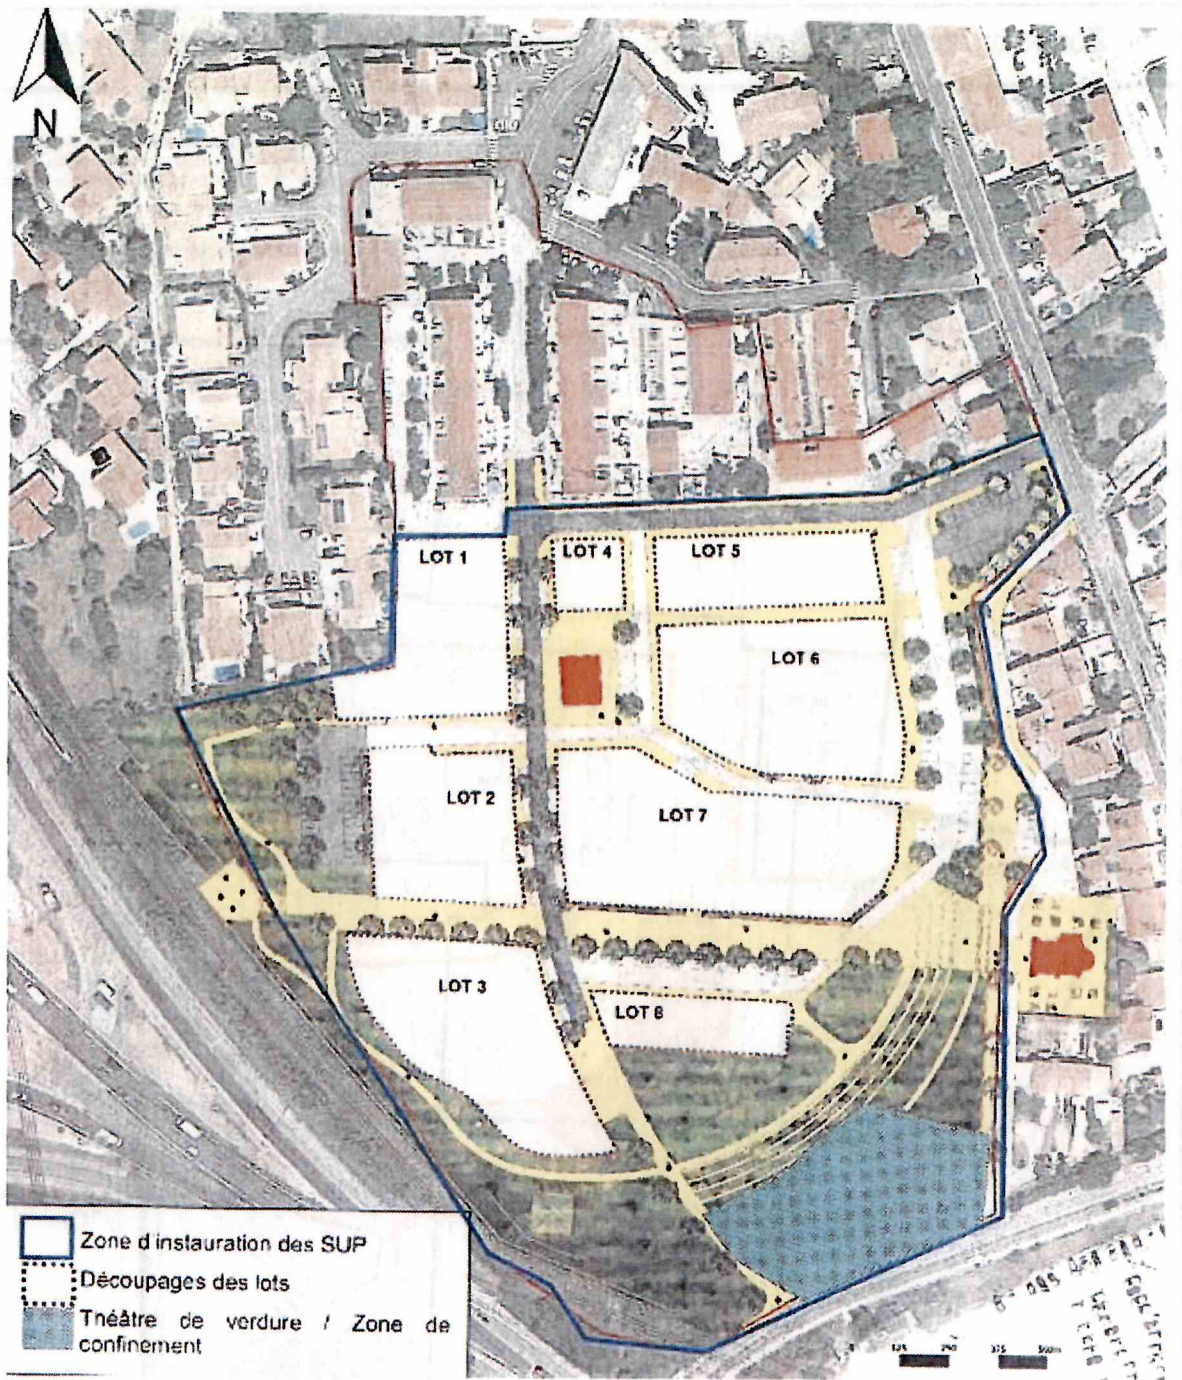 N
LOT 1
LOT 4
LOT 5
LOT 6
LOT 2
LOT 7
LOT 3
LOT 8
Zone d instauration des SUP
Découpages des lots
Théâtre de verdure / Zone de
confinement